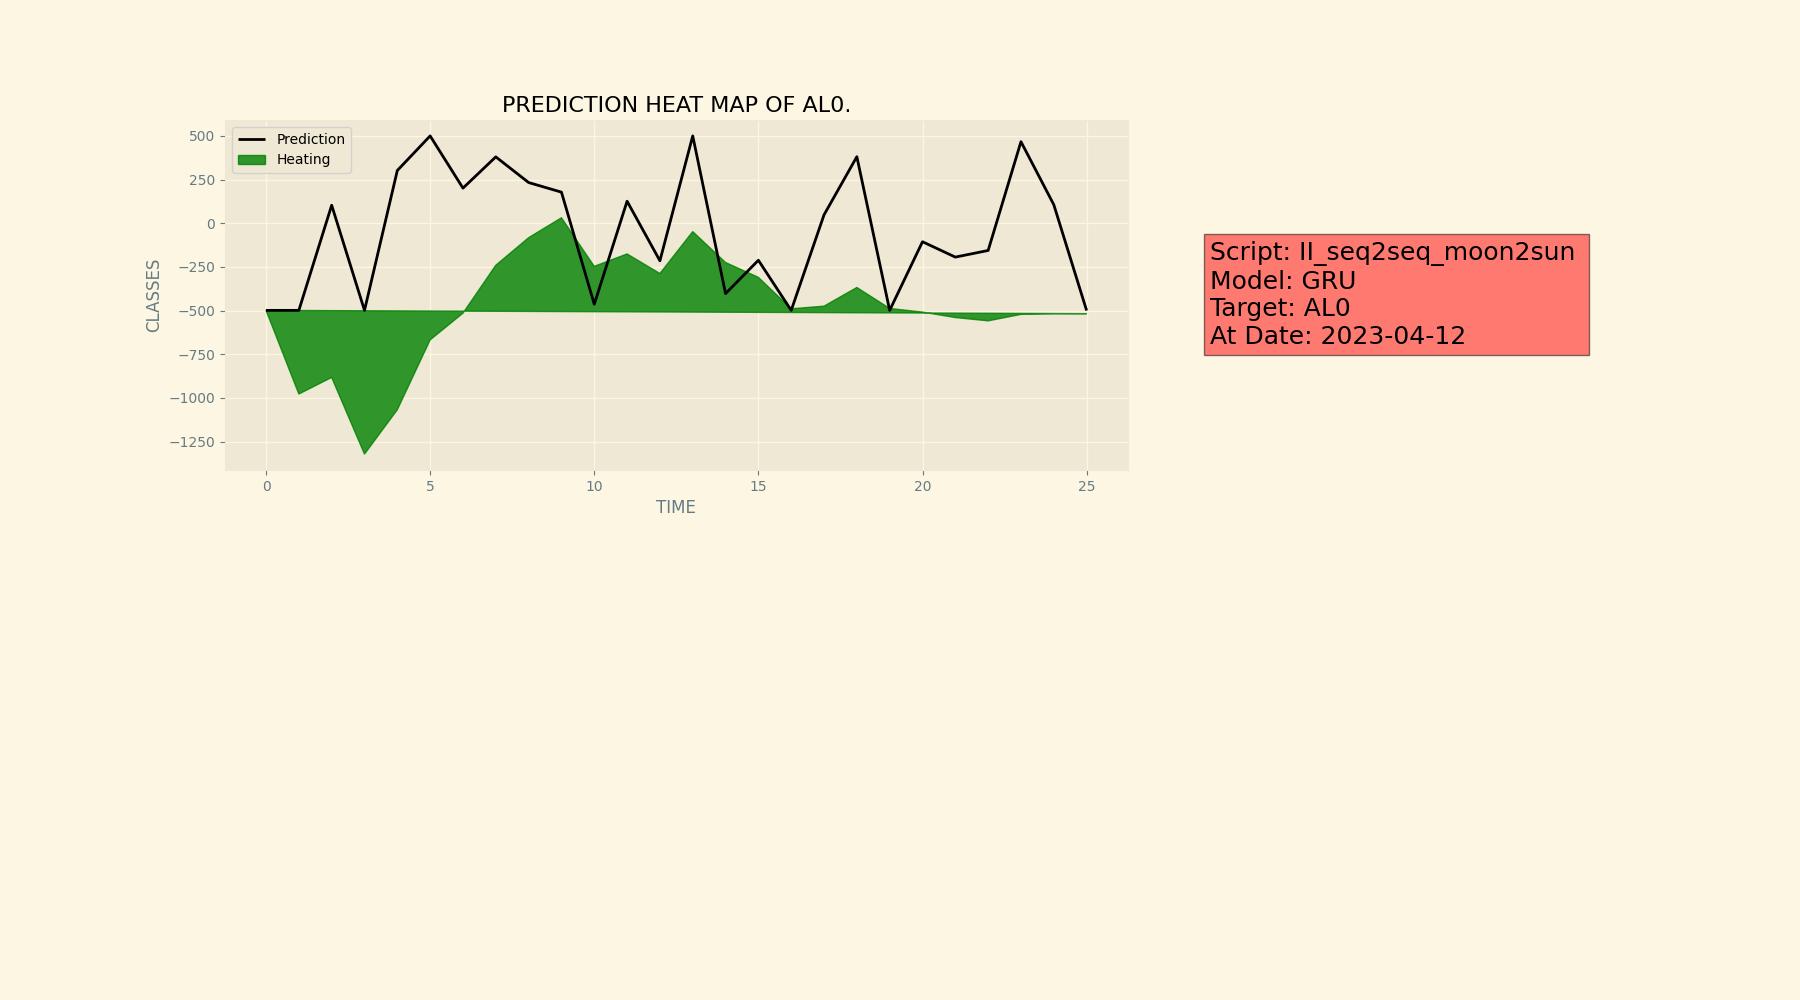 PREDICTION HEAT MAP OF AL0.
Prediction
Heating
CLASSES
500
250
0
−250
−500
−750
−1000
−1250
0 5 10 15 20 25
TIME
Script: II_seq2seq_moon2sun
Model: GRU
Target: AL0
At Date: 2023-04-12